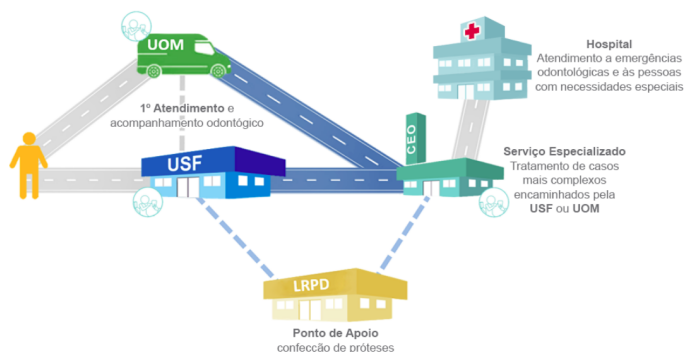 UOM
Hospital
Atendimento a emergências
odontológicas e às pessoas
com necessidades especiais
1º Atendimento e
acompanhamento odontógico
CEO
USF
Serviço Especializado
Tratamento de casos
mais complexos
encaminhados pela
USF ou UOM
LRPD
Ponto de Apoio
confecção de próteses